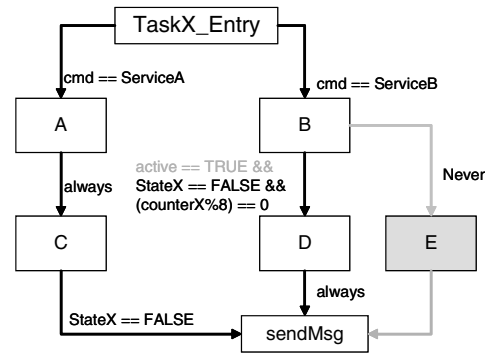 TaskX_Entry
cmd == ServiceA
cmd == ServiceB
A
B
active == TRUE &&
StateX == FALSE &&
(counterX%8) == 0
always
Never
C
D
E
always
StateX == FALSE
sendMsg